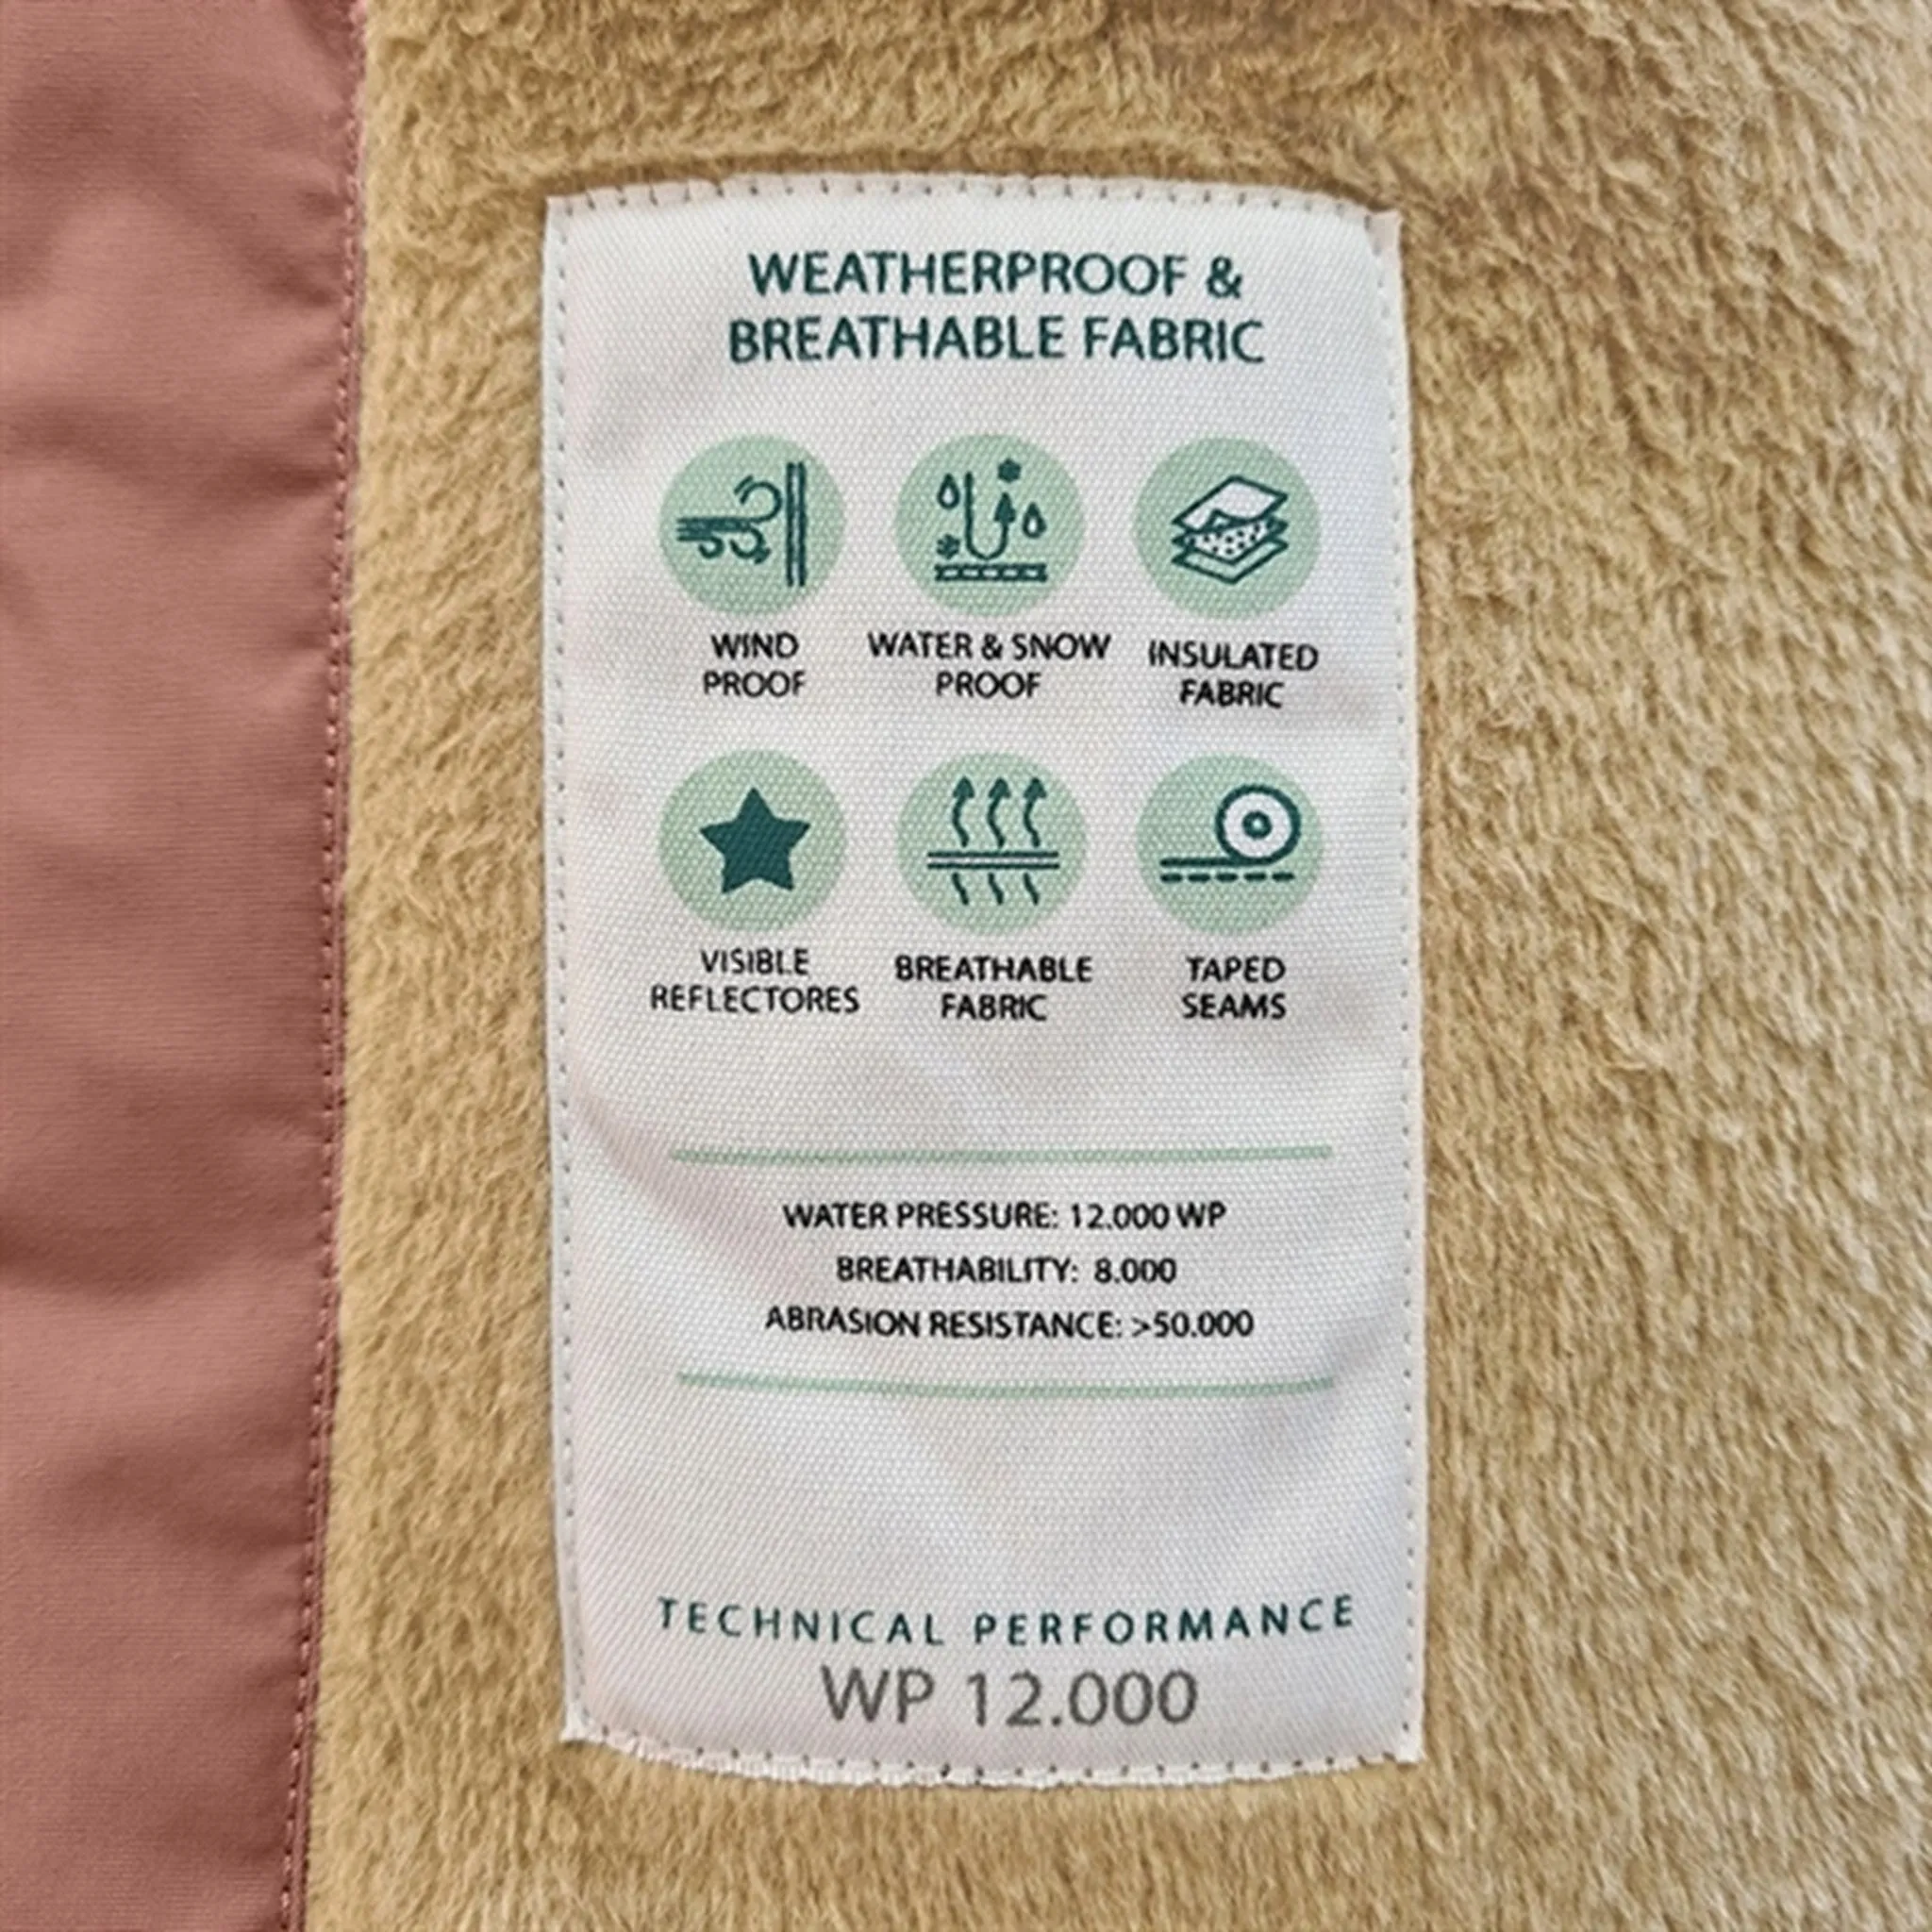 WEATHERPROOF &
BREATHABLE FABRIC
WIND
PROOF
WATER & SNOW
PROOF
INSULATED
FABRIC
VISIBLE
REFLECTORES
BREATHABLE
FABRIC
TAPED
SEAMS
WATER PRESSURE: 12.000 WP
BREATHABILITY: 8.000
ABRASION RESISTANCE: >50.000
TECHNICAL PERFORMANCE
WP 12.000